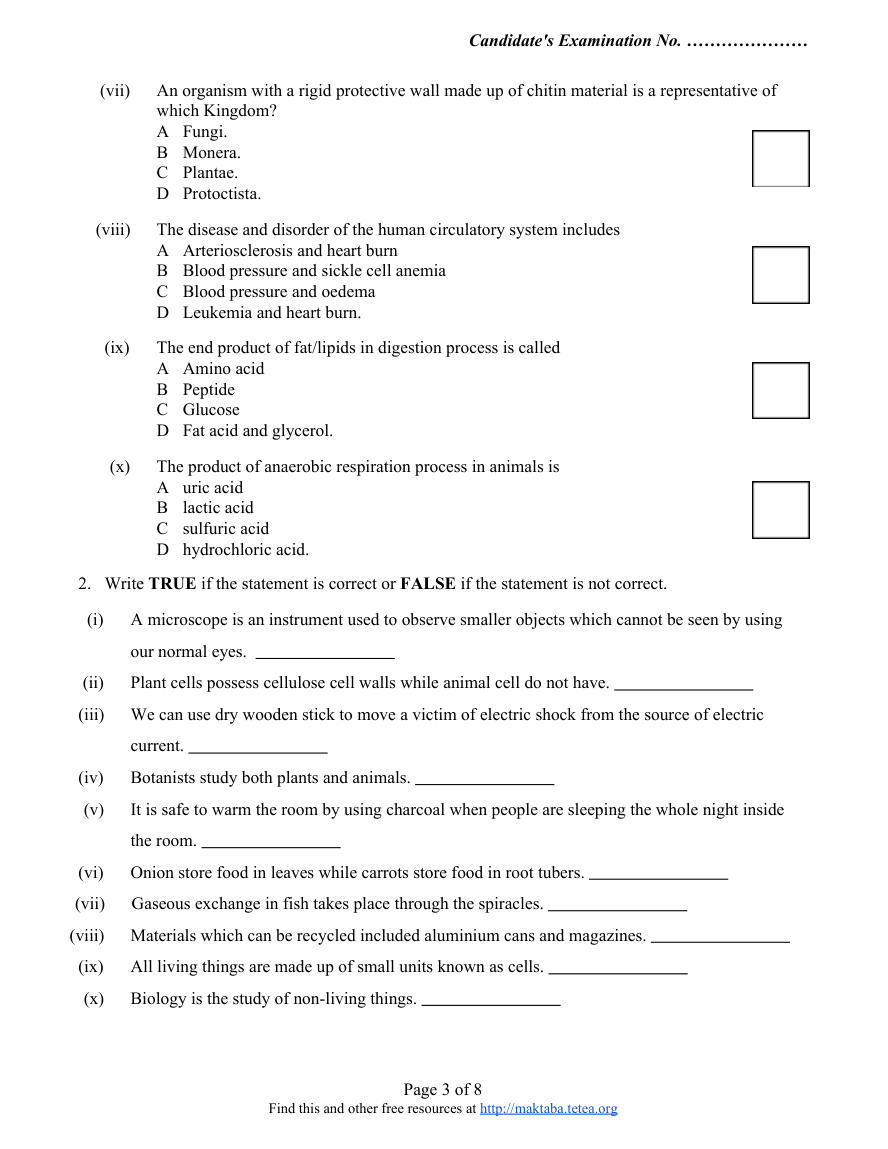 Candidate's Examination No. .....................
(vii) An organism with a rigid protective wall made up of chitin material is a representative of
which Kingdom?
A Fungi.
B Monera.
C Plantae.
D Protoctista.
(viii) The disease and disorder of the human circulatory system includes
A Arteriosclerosis and heart burn
B Blood pressure and sickle cell anemia
C Blood pressure and oedema
D Leukemia and heart burn.
(ix) The end product of fat/lipids in digestion process is called
A Amino acid
B Peptide
C Glucose
D Fat acid and glycerol.
(x) The product of anaerobic respiration process in animals is
A uric acid
B lactic acid
C sulfuric acid
D hydrochloric acid.
2. Write TRUE if the statement is correct or FALSE if the statement is not correct.
(i) A microscope is an instrument used to observe smaller objects which cannot be seen by using
our normal eyes. ________________
(ii) Plant cells possess cellulose cell walls while animal cell do not have. ________________
(iii) We can use dry wooden stick to move a victim of electric shock from the source of electric
current. ________________
(iv) Botanists study both plants and animals. ________________
(v) It is safe to warm the room by using charcoal when people are sleeping the whole night inside
the room. ________________
(vi) Onion store food in leaves while carrots store food in root tubers. ________________
(vii) Gaseous exchange in fish takes place through the spiracles. ________________
(viii) Materials which can be recycled included aluminium cans and magazines. ________________
(ix) All living things are made up of small units known as cells. ________________
(x) Biology is the study of non-living things. ________________
Page 3 of 8
Find this and other free resources at http://maktaba.tetea.org